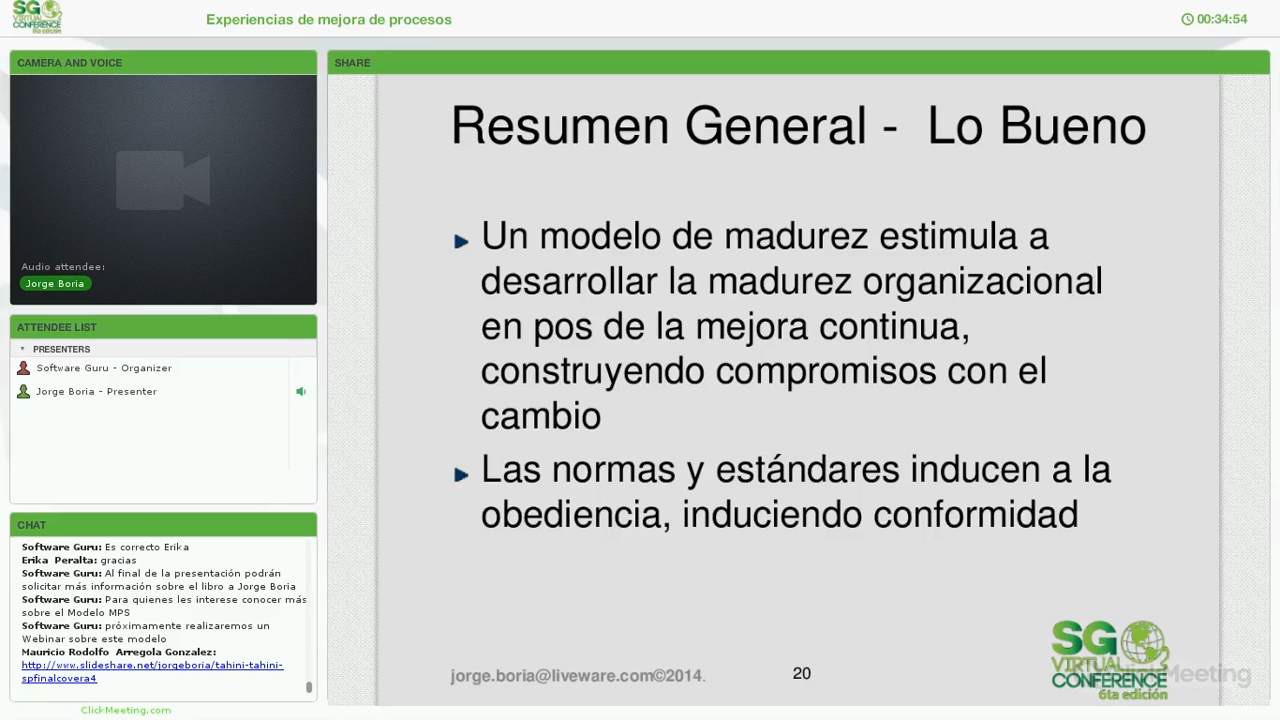 SG
VIRTUAL
CONFERENCE
6ta edición
Experiencias de mejora de procesos
00:34:54
CAMERA AND VOICE
Audio attendee:
Jorge Boria
ATTENDEE LIST
PRESENTERS
Software Guru - Organizer
Jorge Boria - Presenter
CHAT
Software Guru: Es correcto Erika
Erika Peralta: gracias
Software Guru: Al final de la presentación podrán
solicitar más información sobre el libro a Jorge Boria
Software Guru: Para quienes les interese conocer más
sobre el Modelo MPS
Software Guru: próximamente realizaremos un
Webinar sobre este modelo
Mauricio Rodolfo Arregola Gonzalez:
http://www.slideshare.net/jorgeboria/tahini-tahini-
spfinalcovera4
ClickMeeting.com
SHARE
Resumen General - Lo Bueno
Un modelo de madurez estimula a
desarrollar la madurez organizacional
en pos de la mejora continua,
construyendo compromisos con el
cambio
Las normas y estándares inducen a la
obediencia, induciendo conformidad
jorge.boria@liveware.com©2014.
20
SG
VIRTUAL
CONFERENCE
6ta edición
ClickMeeting